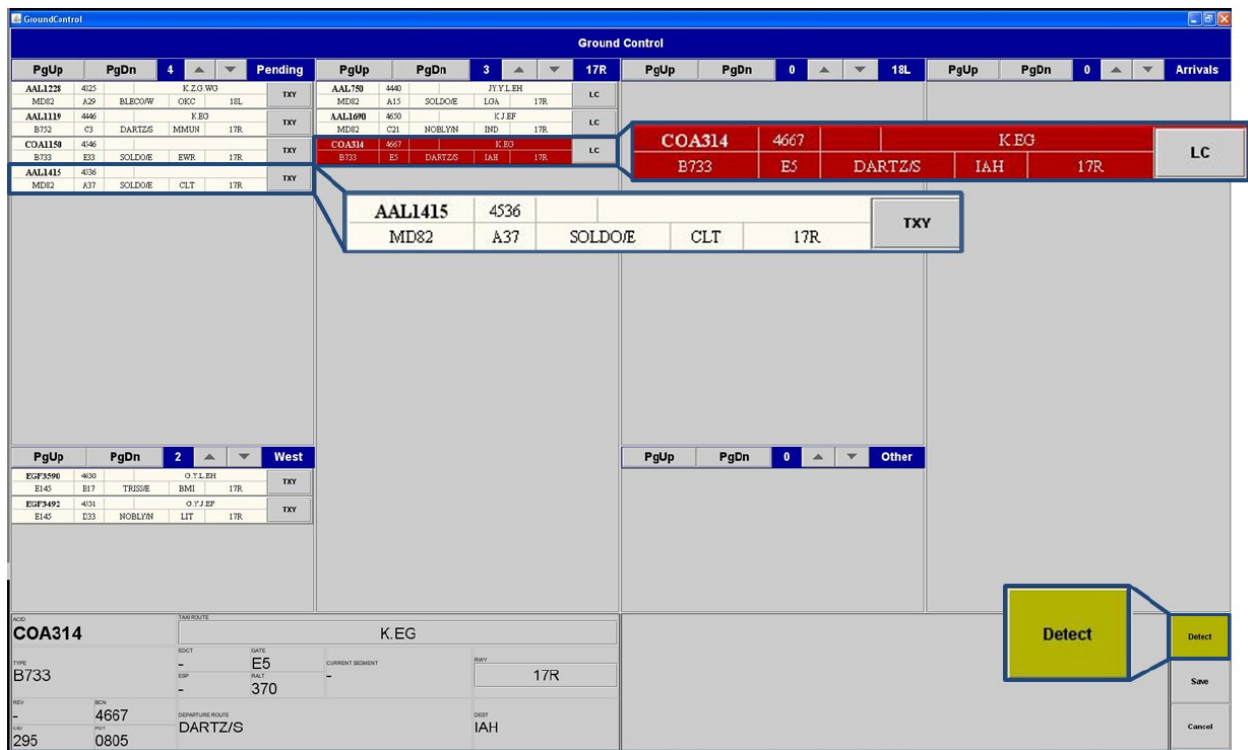 GroundControl
Ground Control
PgUp PgDn 4 Pending
AAL1228 4325 K.Z.G.WG TXY
MD82 A29 BLECO/W OKC 18L
AAL1119 4446 K.EG TXY
B752 C3 DARTZ/S MMUN 17R
COA1150 4546 TXY
B733 E33 SOLDO/E EWR 17R
AAL1415 4536 TXY
MD82 A37 SOLDO/E CLT 17R
PgUp PgDn 3 17R
AAL750 4440 JY.Y.L.EH LC
MD82 A15 SOLDO/E LGA 17R
AAL1690 4650 K.J.EF LC
MD82 C21 NOBLY/N IND 17R
COA314 4667 K.EG LC
B733 E5 DARTZ/S IAH 17R
PgUp PgDn 0 18L
PgUp PgDn 0 Arrivals
COA314 4667 K.EG LC
B733 E5 DARTZ/S IAH 17R
AAL1415 4536 TXY
MD82 A37 SOLDO/E CLT 17R
PgUp PgDn 2 West
EGF3590 4630 G.Y.L.EH TXY
E145 B17 TRISS/E BMI 17R
EGF3492 4331 G.Y.J.EF TXY
E145 D33 NOBLY/N LIT 17R
PgUp PgDn 0 Other
ACID
COA314
TAXI ROUTE
K.EG
TYPE
B733
EDCT
-
GATE
E5
CURRENT SEGMENT
-
RWY
17R
ESP
-
RALT
370
REV
-
BCN
4667
DEPARTURE ROUTE
DARTZ/S
DEST
IAH
295
0805
Detect
Detect
Save
Cancel